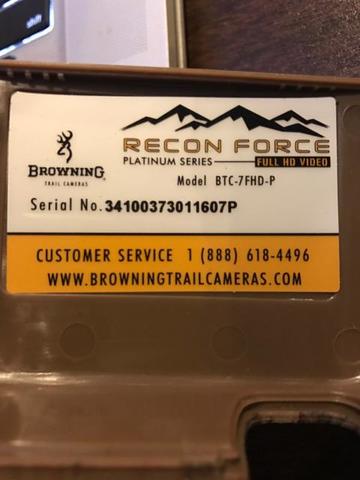 shift
RECON FORCE
PLATINUM SERIES FULL HD VIDEO
BROWNING
TRAIL CAMERAS
Model BTC-7FHD-P
Serial No. 34100373011607P
CUSTOMER SERVICE 1 (888) 618-4496
WWW.BROWNINGTRAILCAMERAS.COM